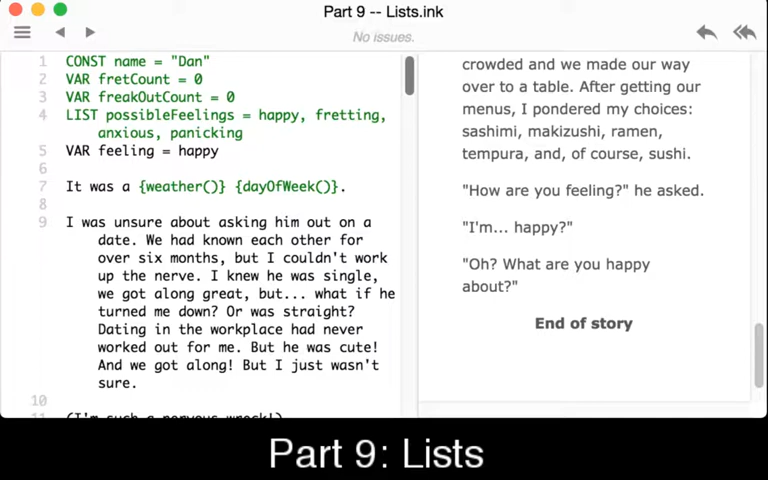 Part 9 -- Lists.ink
No issues.
1 CONST name = "Dan"
2 VAR fretCount = 0
3 VAR freakOutCount = 0
4 LIST possibleFeelings = happy, fretting,
anxious, panicking
5 VAR feeling = happy
6
7 It was a {weather()} {dayOfWeek()}.
8
9 I was unsure about asking him out on a
date. We had known each other for
over six months, but I couldn't work
up the nerve. I knew he was single,
we got along great, but... what if he
turned me down? Or was straight?
Dating in the workplace had never
worked out for me. But he was cute!
And we got along! But I just wasn't
sure.
10
11 (I'm such a nervous wreck!)
crowded and we made our way
over to a table. After getting our
menus, I pondered my choices:
sashimi, makizushi, ramen,
tempura, and, of course, sushi.
"How are you feeling?" he asked.
"I'm... happy?"
"Oh? What are you happy
about?"
End of story
Part 9: Lists